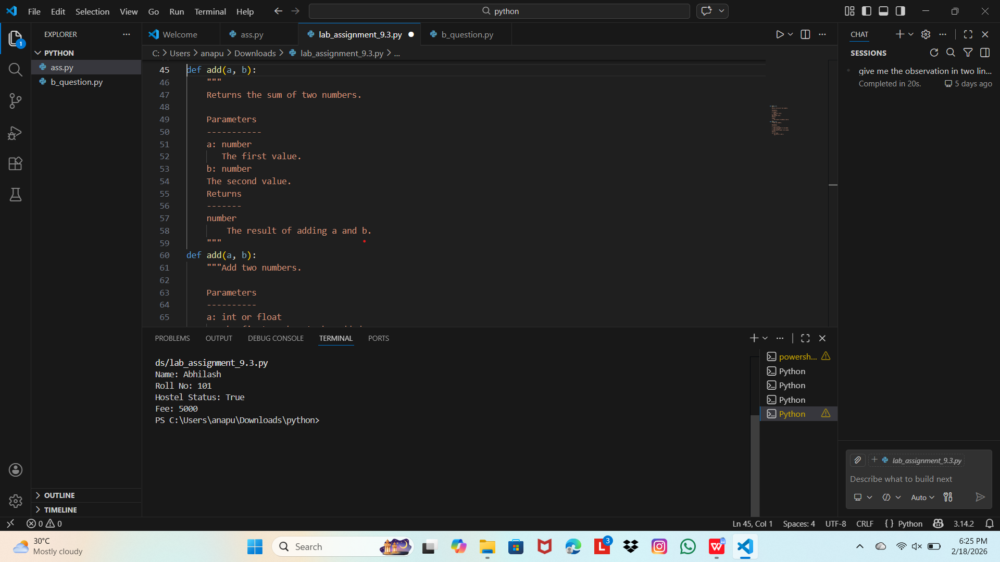 File Edit Selection View Go Run Terminal Help
python
EXPLORER
PYTHON
ass.py
b_question.py
OUTLINE
TIMELINE
Welcome
ass.py
lab_assignment_9.3.py
b_question.py
C: > Users > anapu > Downloads > lab_assignment_9.3.py > ...
45 def add(a, b):
46 """
47 Returns the sum of two numbers.
48
49 Parameters
50 -----------
51 a: number
52 The first value.
53 b: number
54 The second value.
55 Returns
56 -------
57 number
58 The result of adding a and b.
59 """
60 def add(a, b):
61 """Add two numbers.
62
63 Parameters
64 ----------
65 a: int or float
PROBLEMS OUTPUT DEBUG CONSOLE TERMINAL PORTS
ds/lab_assignment_9.3.py
Name: Abhilash
Roll No: 101
Hostel Status: True
Fee: 5000
PS C:\Users\anapu\Downloads\python>
powersh...
Python
Python
Python
Python
CHAT
SESSIONS
give me the observation in two lin...
Completed in 20s. 5 days ago
lab_assignment_9.3.py
Describe what to build next
Auto
1
0 0
Ln 45, Col 1 Spaces: 4 UTF-8 CRLF { } Python 3.14.2
30°C
Mostly cloudy
Search
3
6:25 PM
2/18/2026